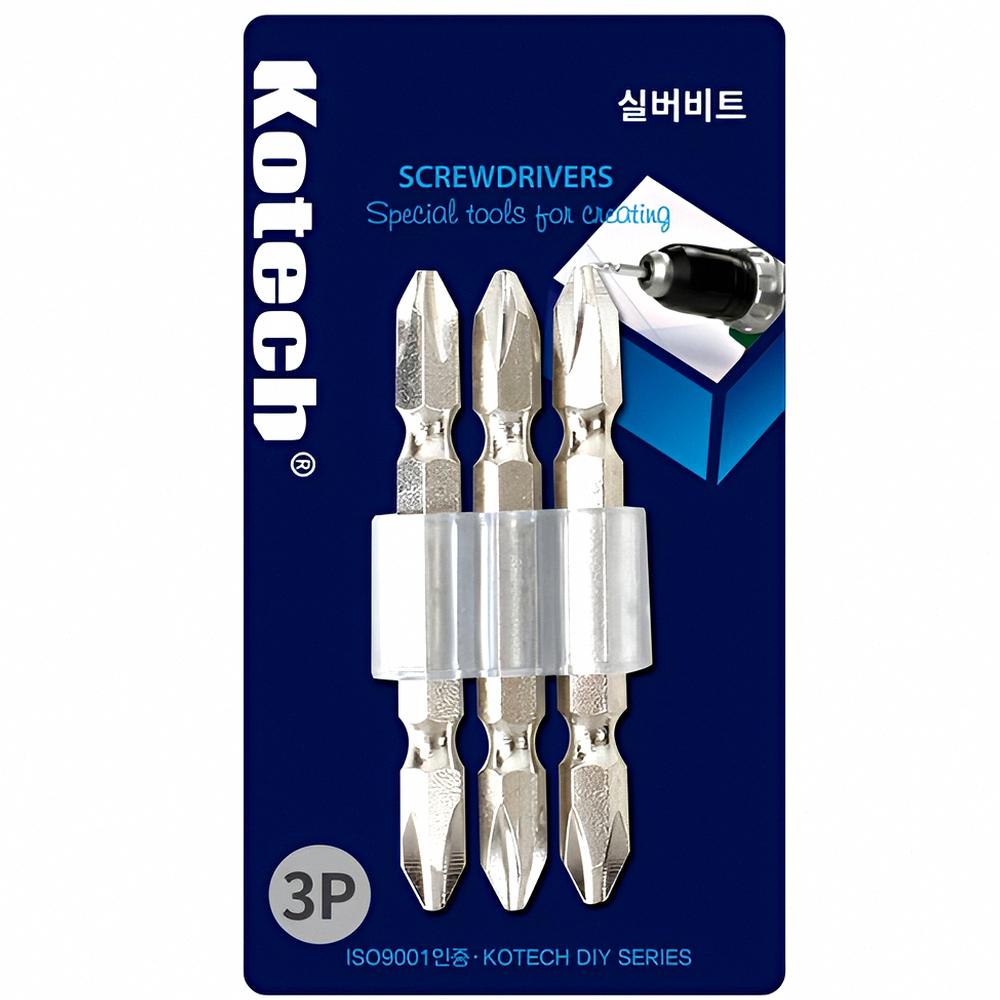 Kotech®
실버비트
SCREWDRIVERS
Special tools for creating
3P
ISO9001인증·KOTECH DIY SERIES